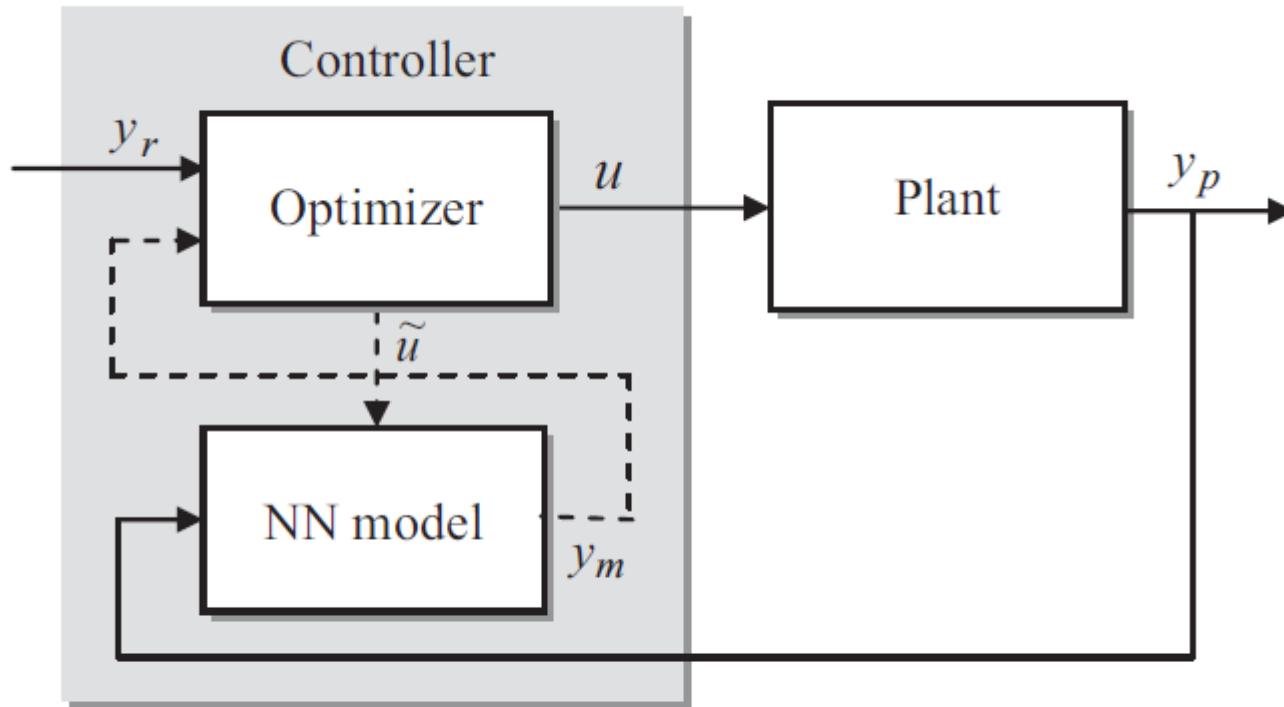 Controller
y_r
Optimizer
u
Plant
y_p
ũ
NN model
y_m